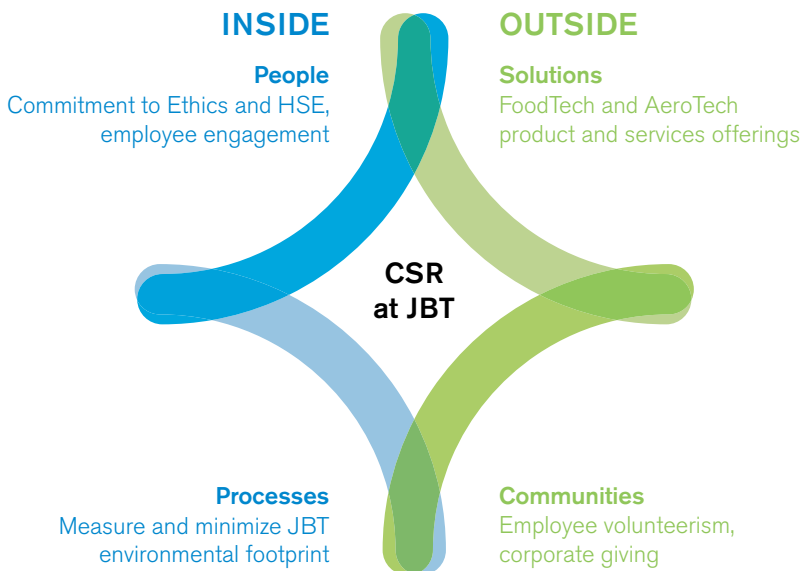 INSIDE
People
Commitment to Ethics and HSE,
employee engagement
OUTSIDE
Solutions
FoodTech and AeroTech
product and services offerings
CSR
at JBT
Processes
Measure and minimize JBT
environmental footprint
Communities
Employee volunteerism,
corporate giving